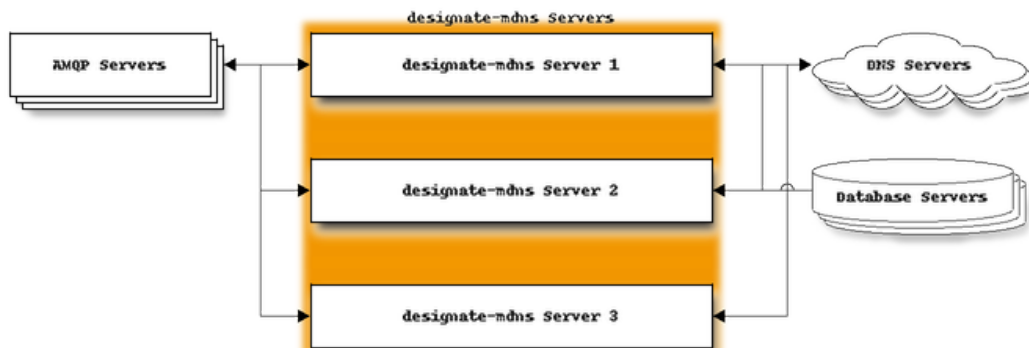 designate-mdns Servers
AMQP Servers
designate-mdns Server 1
DNS Servers
designate-mdns Server 2
Database Servers
designate-mdns Server 3